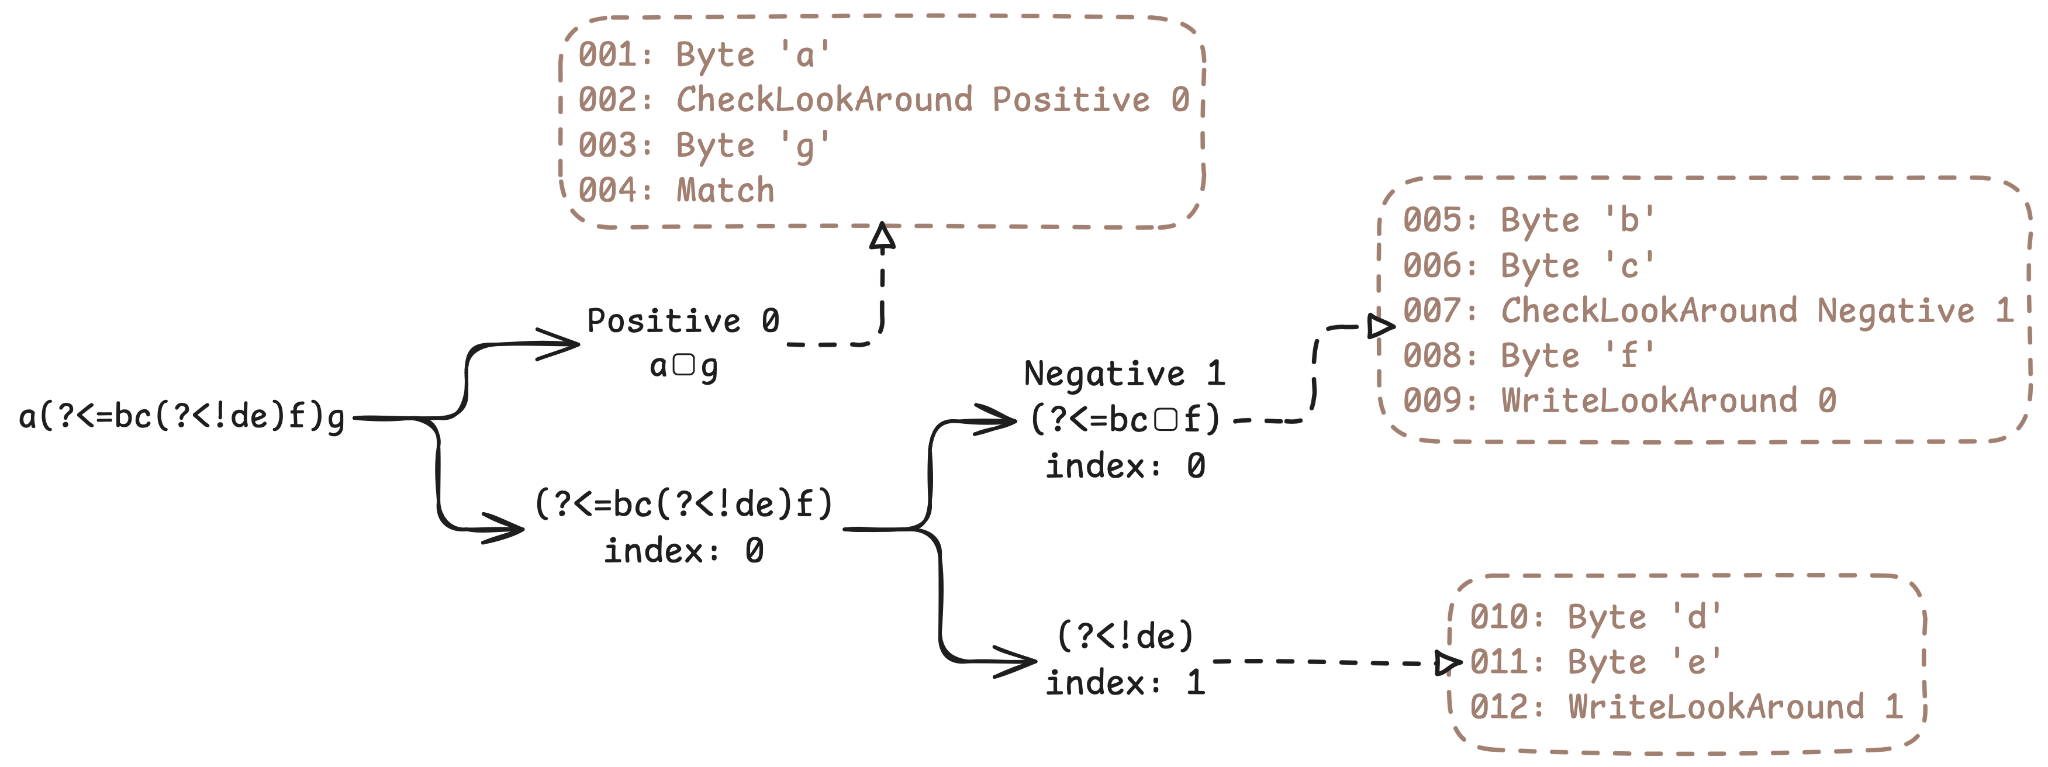 001: Byte 'a'
002: CheckLookAround Positive 0
003: Byte 'g'
004: Match
005: Byte 'b'
006: Byte 'c'
007: CheckLookAround Negative 1
008: Byte 'f'
009: WriteLookAround 0
Positive 0
a▢g
Negative 1
(?<=bc▢f)
index: 0
a(?<=bc(?<!de)f)g
(?<=bc(?<!de)f)
index: 0
(?<!de)
index: 1
010: Byte 'd'
011: Byte 'e'
012: WriteLookAround 1